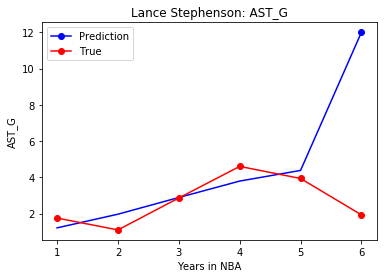 Lance Stephenson: AST_G
Prediction
True
12
10
8
6
4
2
AST_G
1 2 3 4 5 6
Years in NBA